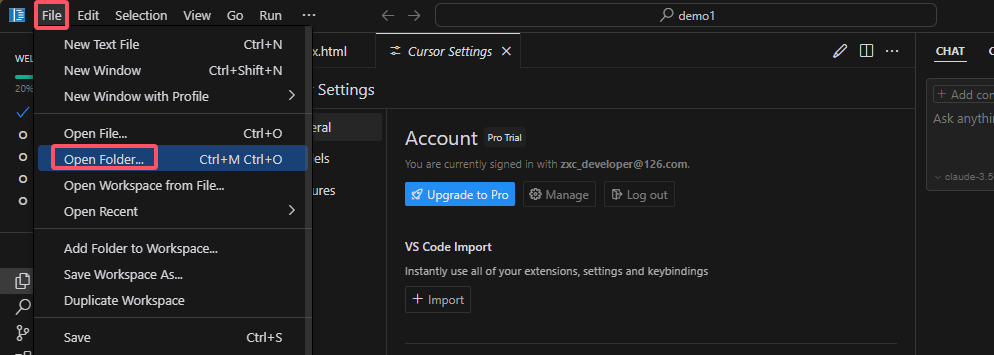 File Edit Selection View Go Run ··· demo1
New Text File Ctrl+N
New Window Ctrl+Shift+N
New Window with Profile
Open File... Ctrl+O
Open Folder... Ctrl+M Ctrl+O
Open Workspace from File...
Open Recent
Add Folder to Workspace...
Save Workspace As...
Duplicate Workspace
Save Ctrl+S
WEL
20%
x.html Cursor Settings
Settings
eral
els
ures
Account Pro Trial
You are currently signed in with zxc_developer@126.com.
Upgrade to Pro Manage Log out
VS Code Import
Instantly use all of your extensions, settings and keybindings
+ Import
CHAT C
+ Add con
Ask anythin
claude-3.5